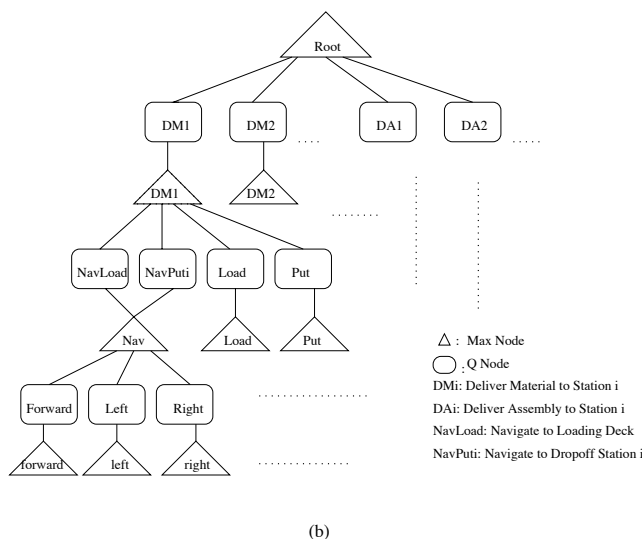 Root
DM1 DM2 DA1 DA2
DM1 DM2
NavLoad NavPuti Load Put
Nav Load Put
Forward Left Right
forward left right
: Max Node
: Q Node
DMi: Deliver Material to Station i
DAi: Deliver Assembly to Station i
NavLoad: Navigate to Loading Deck
NavPuti: Navigate to Dropoff Station i
(b)